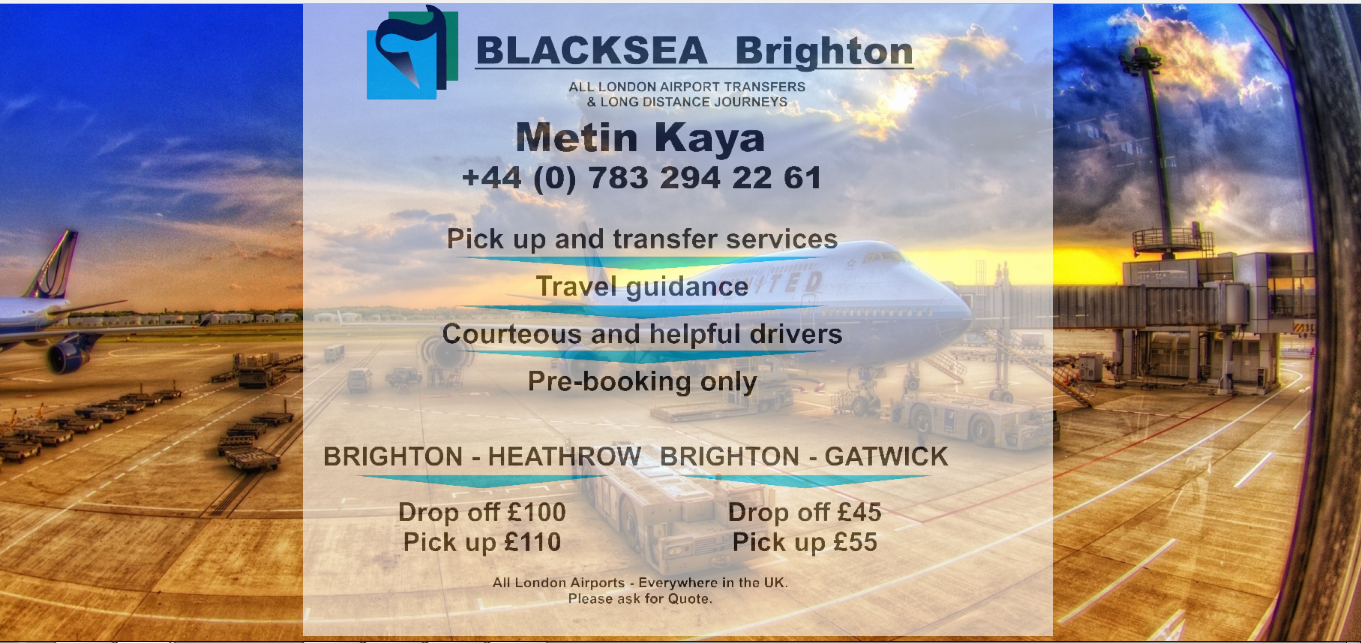 BLACKSEA Brighton
ALL LONDON AIRPORT TRANSFERS
& LONG DISTANCE JOURNEYS
Metin Kaya
+44 (0) 783 294 22 61
Pick up and transfer services
UNITED
Travel guidance
Courteous and helpful drivers
Pre-booking only
BRIGHTON - HEATHROW BRIGHTON - GATWICK
Drop off £100 Drop off £45
Pick up £110 Pick up £55
All London Airports - Everywhere in the UK.
Please ask for Quote.